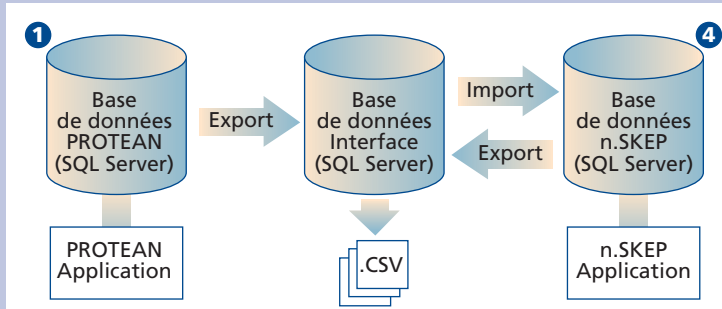 1
4
Base
de données
PROTEAN
(SQL Server)
Export
Base
de données
Interface
(SQL Server)
Import
Export
Base
de données
n.SKEP
(SQL Server)
PROTEAN
Application
.CSV
n.SKEP
Application